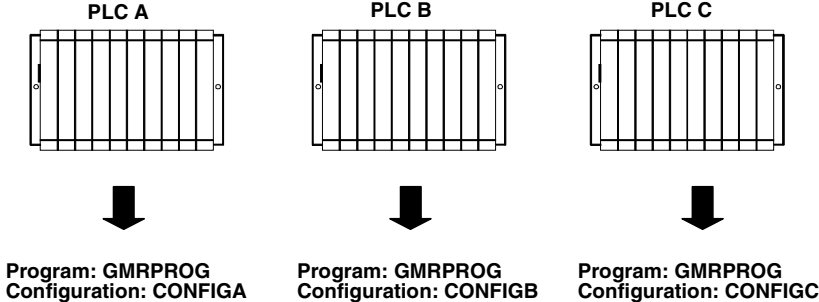 PLC A
PLC B
PLC C
Program: GMRPROG
Configuration: CONFIGA
Program: GMRPROG
Configuration: CONFIGB
Program: GMRPROG
Configuration: CONFIGC